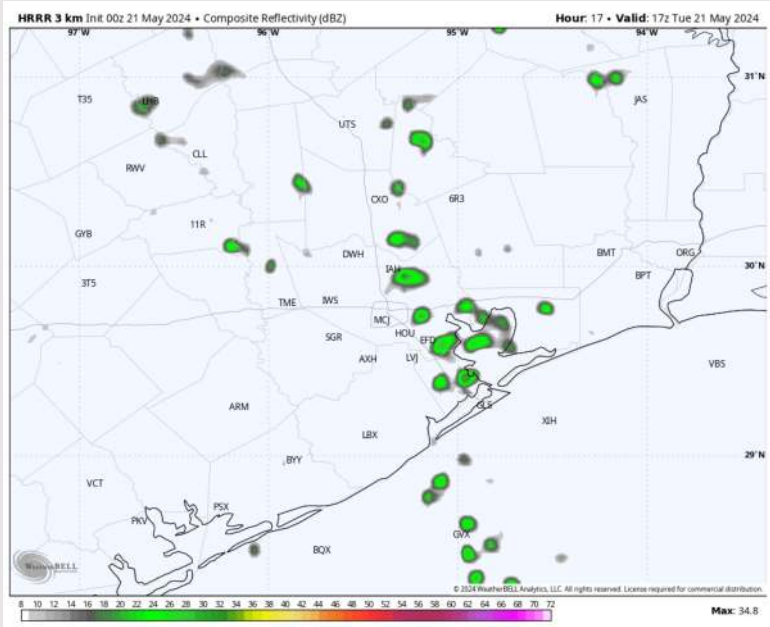 HRRR 3 km Init 00z 21 May 2024 • Composite Reflectivity (dBZ)
Hour: 17 • Valid: 17z Tue 21 May 2024
97°W 96°W 95°W 94°W
31°N
T35 LHB JAS
UTS
CLL
RWV
CXO 6R3
11R
GYB
DWH BMT ORG
30°N
IAH
BPT
3T5
TME IWS
MCJ
SGR HOU EFD
AXH LVJ
VBS
ARM GLS
XIH
LBX
29°N
BYY
VCT
PSX
PKV
GVX
BQX
WeatherBELL
© 2024 WeatherBELL Analytics, LLC. All rights reserved. License required for commercial distribution.
8 10 12 14 16 18 20 22 24 26 28 30 32 34 36 38 40 42 44 46 48 50 52 54 56 58 60 62 64 66 68 70 72
Max: 34.8